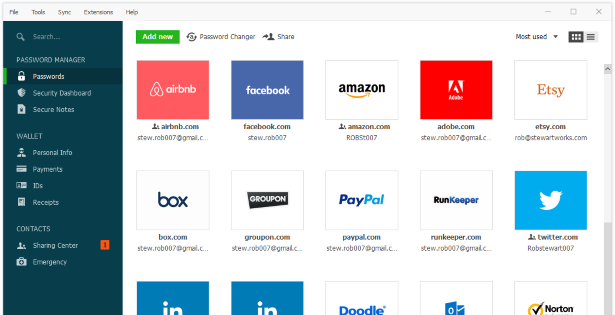 File Tools Sync Extensions Help
Search...
PASSWORD MANAGER
Passwords
Security Dashboard
Secure Notes
WALLET
Personal Info
Payments
IDs
Receipts
CONTACTS
Sharing Center 1
Emergency
Add new Password Changer Share Most used
airbnb facebook amazon Adobe Etsy
airbnb.com facebook.com amazon.com adobe.com etsy.com
stew.rob007@gmail.c... stew.rob007 ROBSt007 stew.rob007@gmail.c... rob@stewartworks.com
box GROUPON PayPal RunKeeper
box.com groupon.com paypal.com runkeeper.com twitter.com
stew.rob007@gmail.c... stew.rob007@gmail.c... stew.rob007@gmail.c... stew.rob007@gmail.c... Robstewart007
in in Doodle Norton